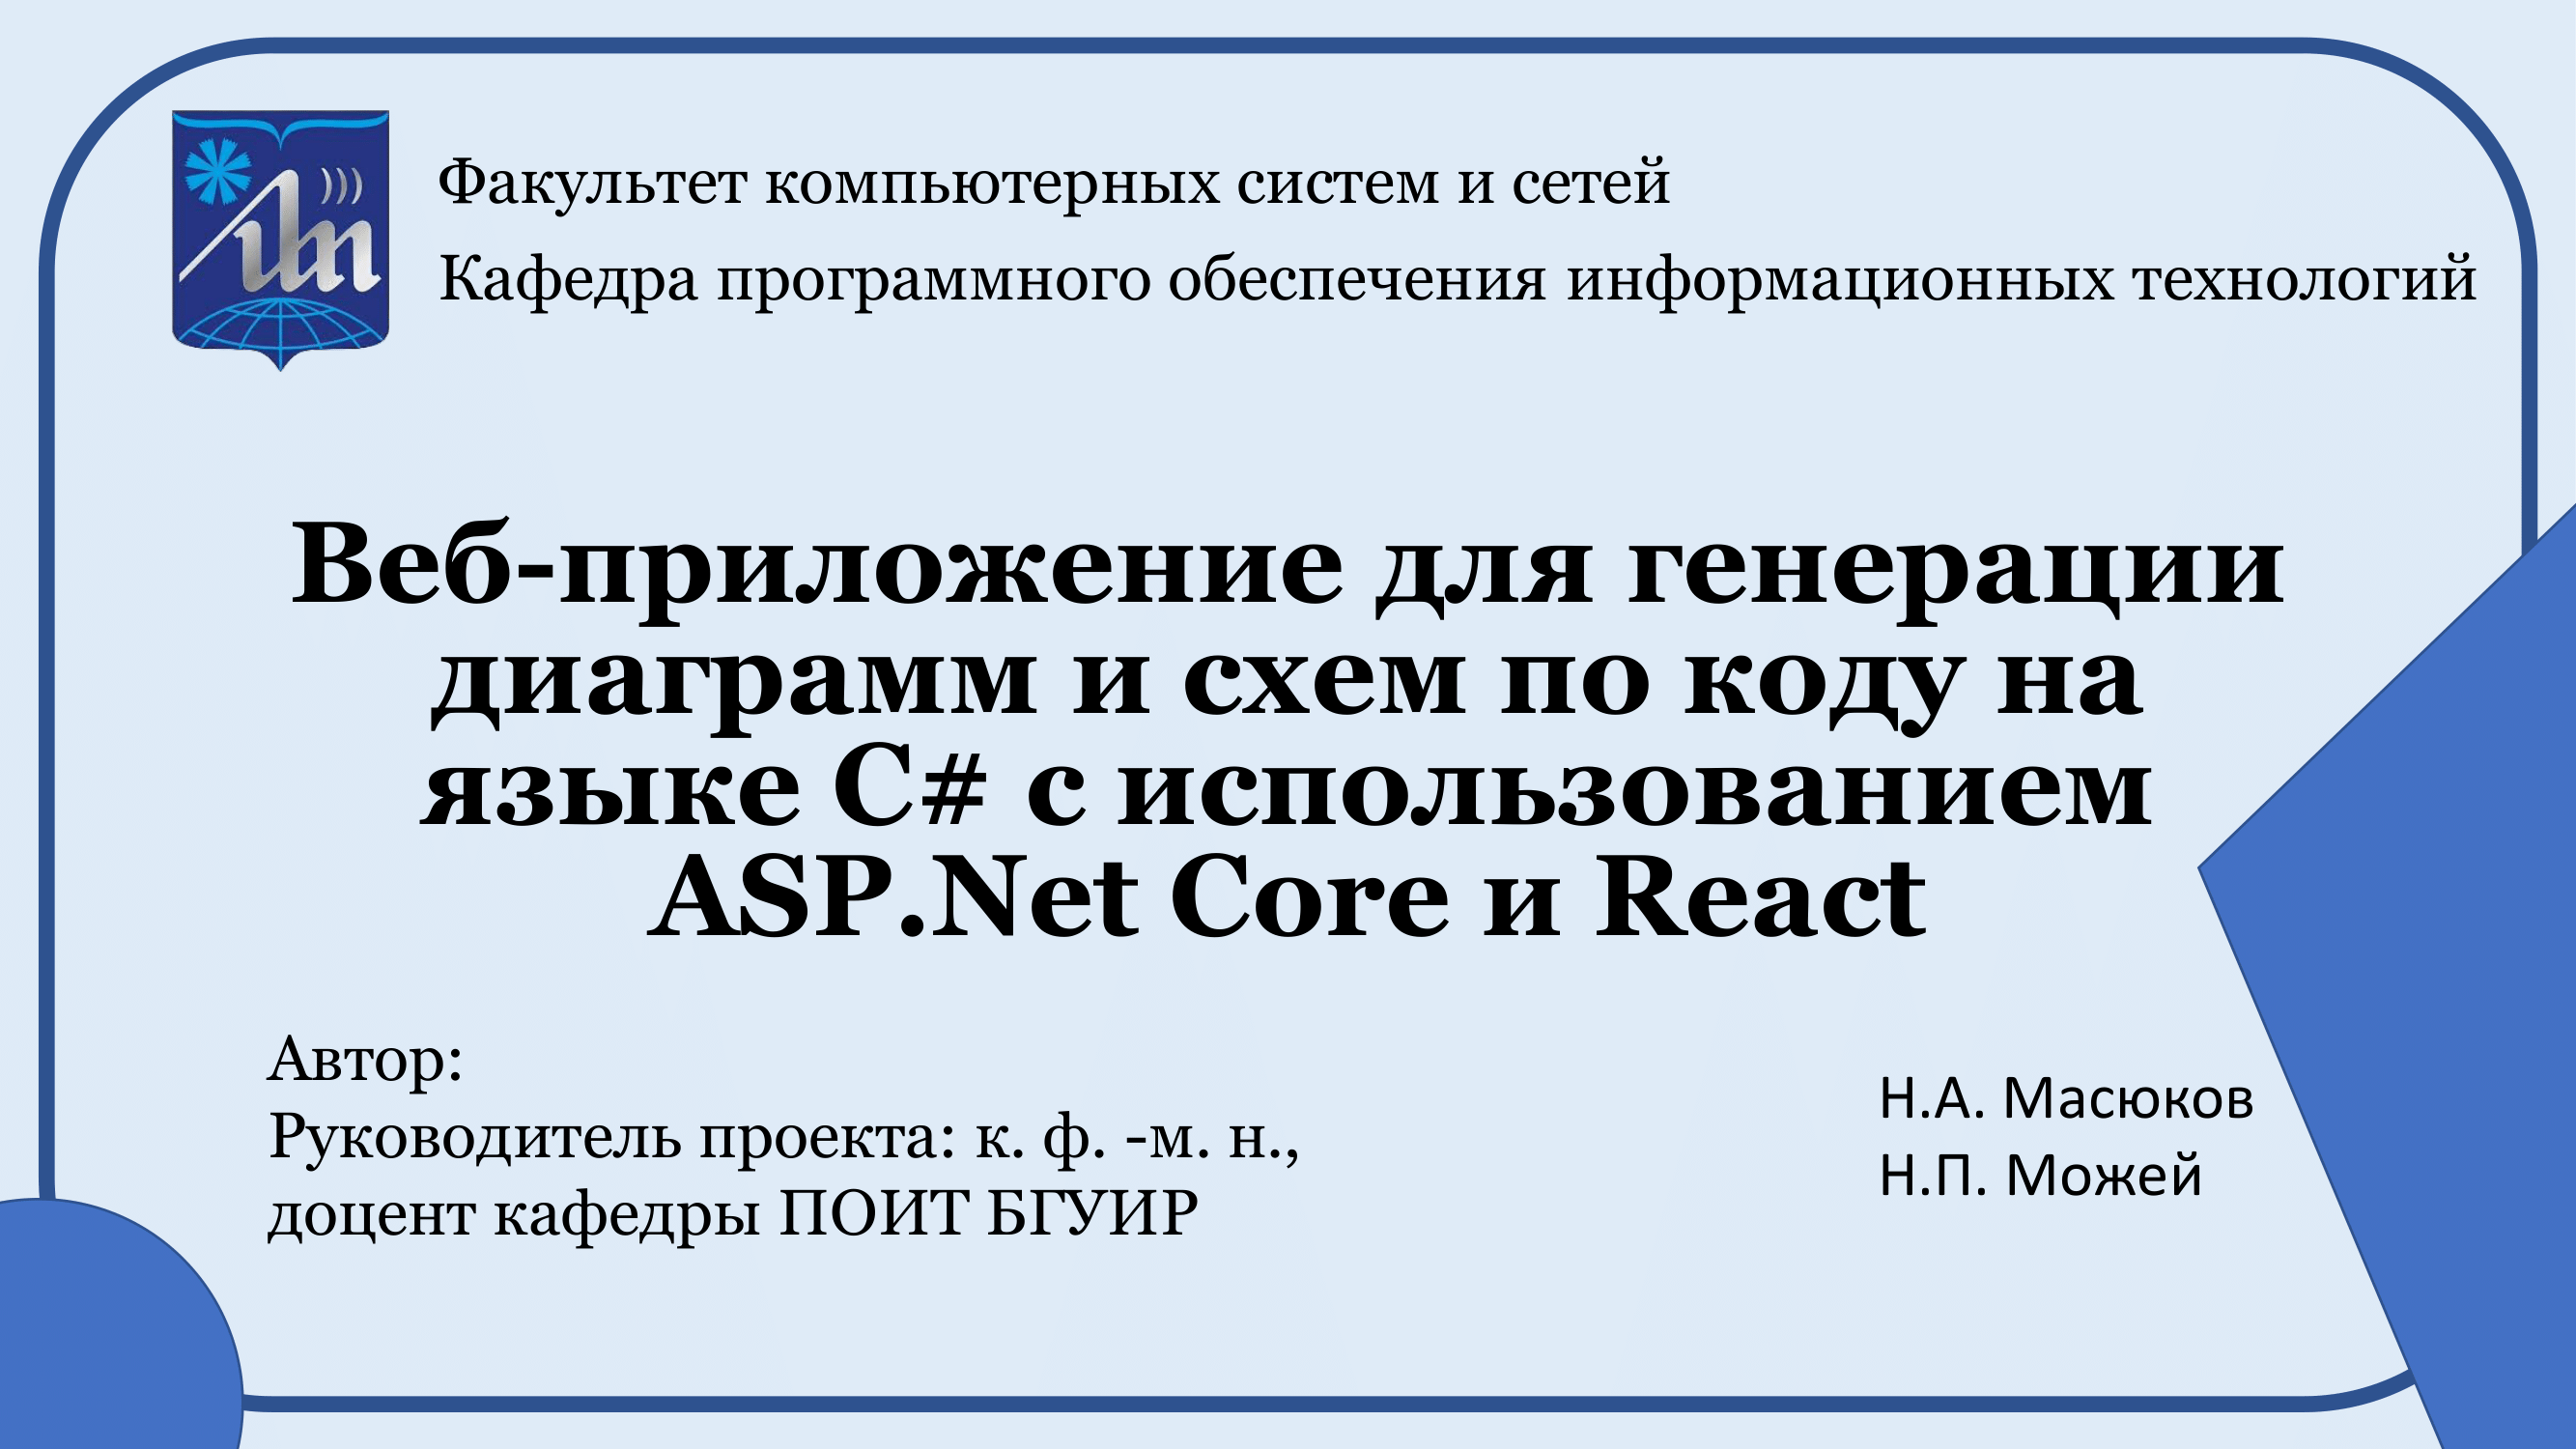 Факультет компьютерных систем и сетей
Кафедра программного обеспечения информационных технологий
Веб-приложение для генерации
диаграмм и схем по коду на
языке C# с использованием
ASP.Net Core и React
Автор:
Н.А. Масюков
Руководитель проекта: к. ф. -м. н.,
Н.П. Можей
доцент кафедры ПОИТ БГУИР